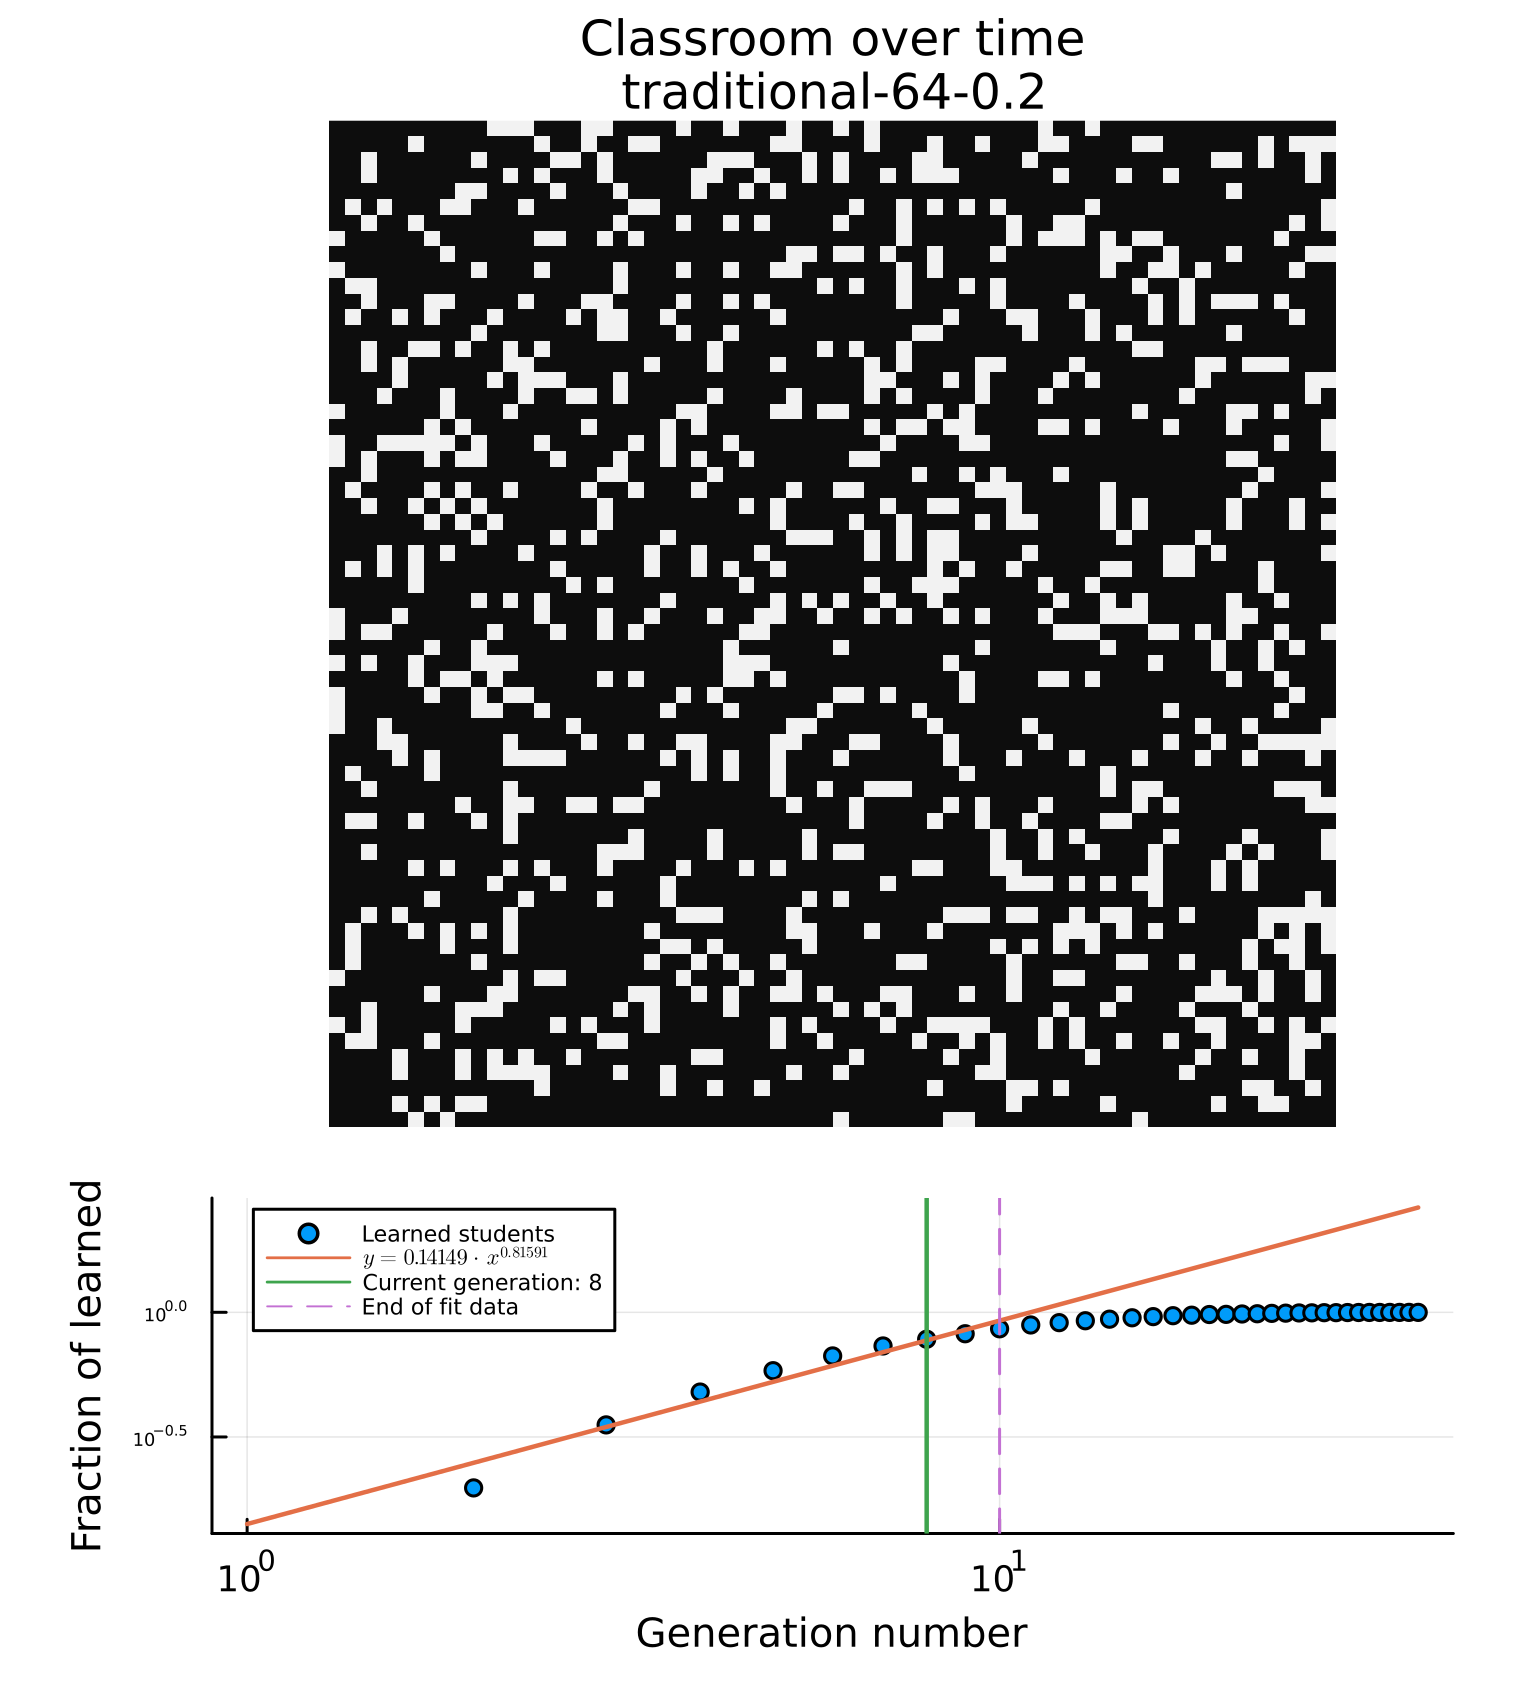 Classroom over time
traditional-64-0.2
Fraction of learned
Learned students
y = 0.14149 · x^0.81591
Current generation: 8
End of fit data
10^0.0
10^−0.5
10^0
10^1
Generation number